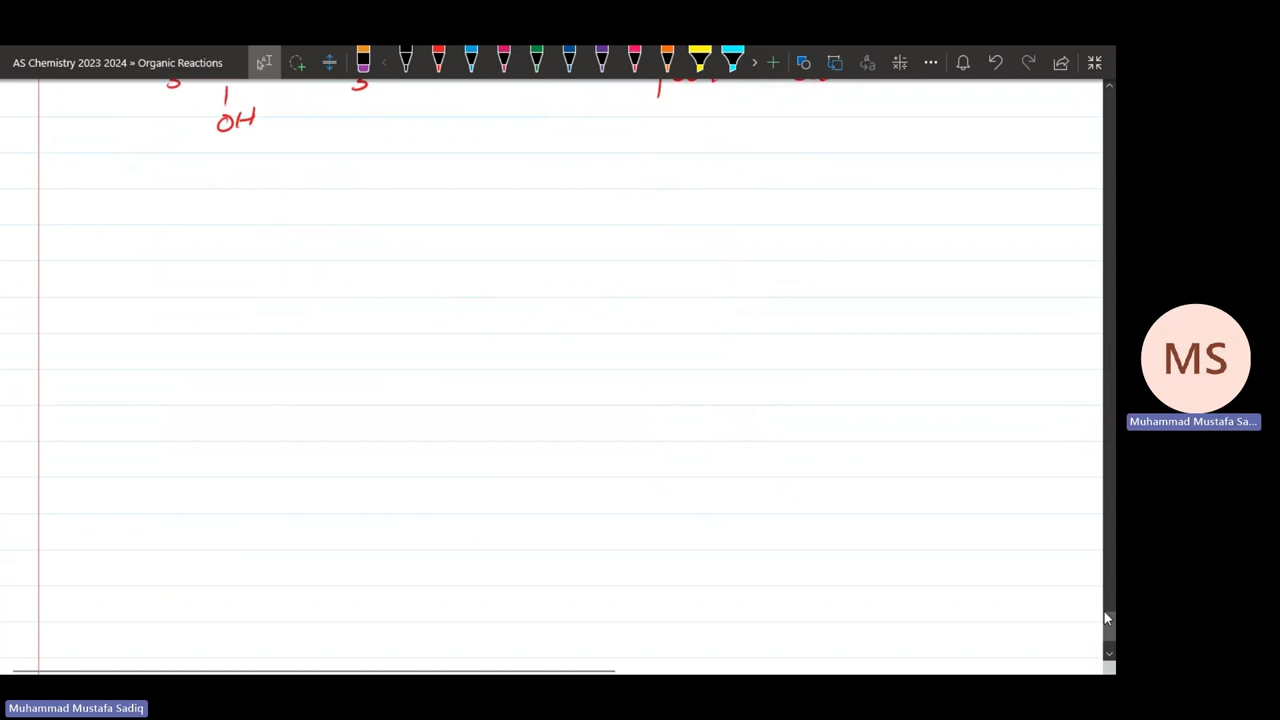 AS Chemistry 2023 2024 » Organic Reactions
OH
MS
Muhammad Mustafa Sa...
Muhammad Mustafa Sadiq